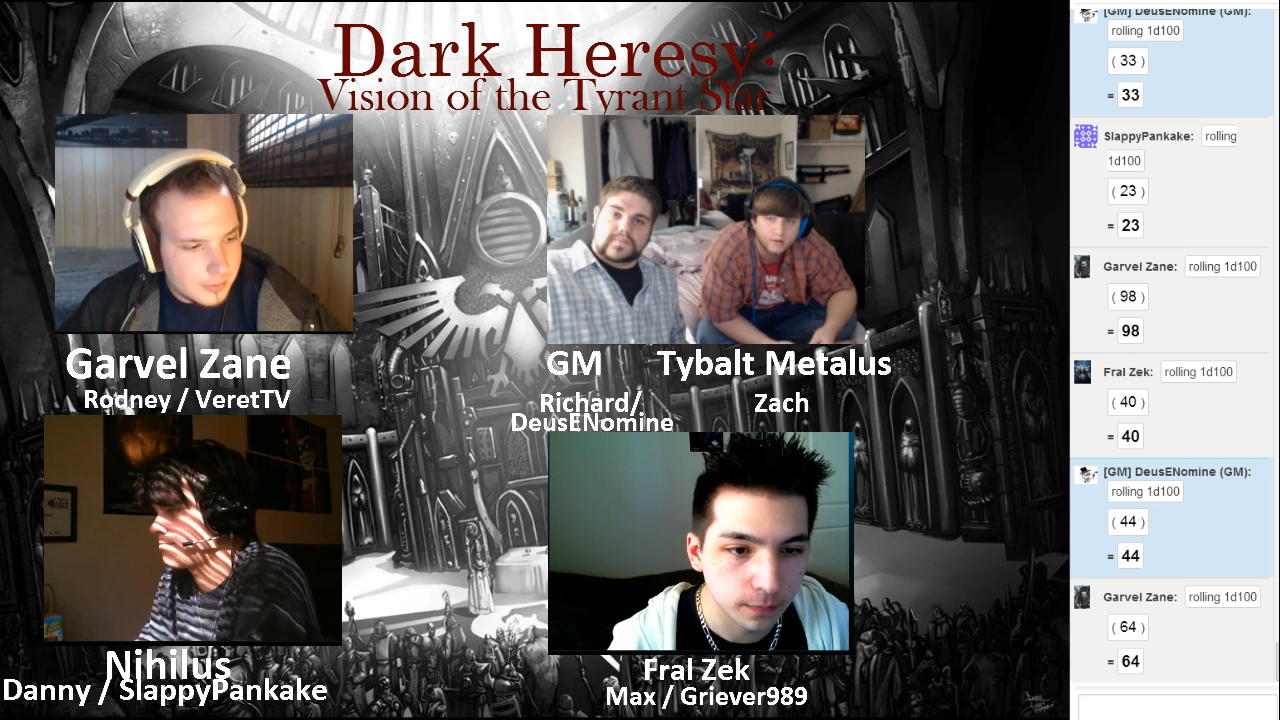 Dark Heresy:
Vision of the Tyrant Star
Garvel Zane
Rodney / VeretTV
GM
Richard/
DeusENomine
Tybalt Metalus
Zach
Nihilus
Danny / SlappyPankake
Fral Zek
Max / Griever989
[GM] DeusENomine (GM):
rolling 1d100
( 33 )
= 33
SlappyPankake: rolling
1d100
( 23 )
= 23
Garvel Zane: rolling 1d100
( 98 )
= 98
Fral Zek: rolling 1d100
( 40 )
= 40
[GM] DeusENomine (GM):
rolling 1d100
( 44 )
= 44
Garvel Zane: rolling 1d100
( 64 )
= 64